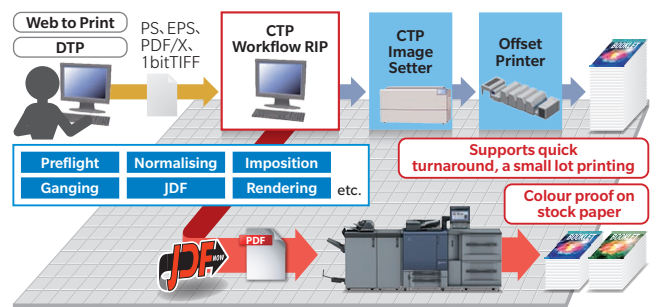 Web to Print
DTP
PS、EPS、
PDF/X、
1bitTIFF
CTP
Workflow RIP
CTP
Image
Setter
Offset
Printer
BOOKLET
Preflight
Normalising
Imposition
Ganging
JDF
Rendering
etc.
Supports quick
turnaround, a small lot printing
Colour proof on
stock paper
JDF
NOW
PDF
BOOKLET
BOOKLET